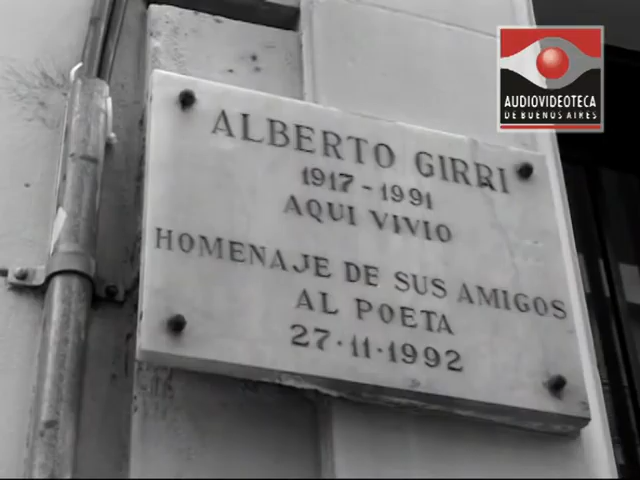 AUDIOVIDEOTECA
DE BUENOS AIRES
ALBERTO GIRRI
1917 - 1991
AQUI VIVIO
HOMENAJE DE SUS AMIGOS
AL POETA
27·11·1992